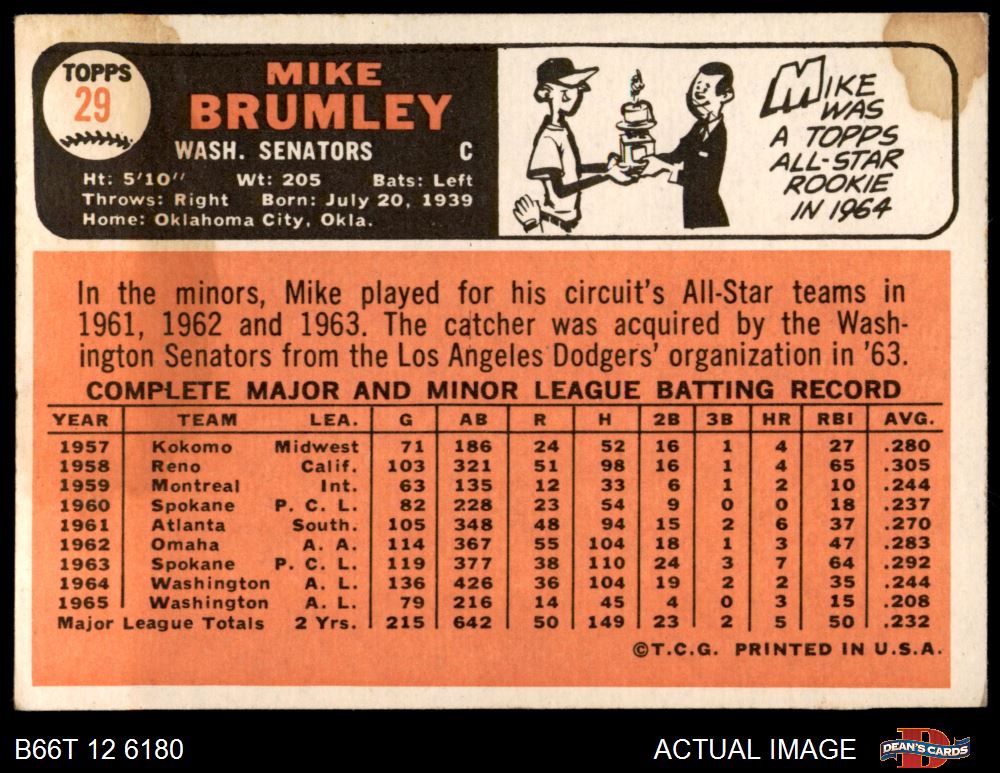 TOPPS
29
MIKE
BRUMLEY
WASH. SENATORS C
Ht: 5'10" Wt: 205 Bats: Left
Throws: Right Born: July 20, 1939
Home: Oklahoma City, Okla.
MIKE
WAS
A TOPPS
ALL-STAR
ROOKIE
IN 1964
In the minors, Mike played for his circuit's All-Star teams in
1961, 1962 and 1963. The catcher was acquired by the Wash-
ington Senators from the Los Angeles Dodgers' organization in '63.
COMPLETE MAJOR AND MINOR LEAGUE BATTING RECORD
YEAR TEAM LEA. G AB R H 2B 3B HR RBI AVG.
1957 Kokomo Midwest 71 186 24 52 16 1 4 27 .280
1958 Reno Calif. 103 321 51 98 16 1 4 65 .305
1959 Montreal Int. 63 135 12 33 6 1 2 10 .244
1960 Spokane P. C. L. 82 228 23 54 9 0 0 18 .237
1961 Atlanta South. 105 348 48 94 15 2 6 37 .270
1962 Omaha A. A. 114 367 55 104 18 1 3 47 .283
1963 Spokane P. C. L. 119 377 38 110 24 3 7 64 .292
1964 Washington A. L. 136 426 36 104 19 2 2 35 .244
1965 Washington A. L. 79 216 14 45 4 0 3 15 .208
Major League Totals 2 Yrs. 215 642 50 149 23 2 5 50 .232
©T.C.G. PRINTED IN U.S.A.
B66T 12 6180 ACTUAL IMAGE DEAN'S CARDS